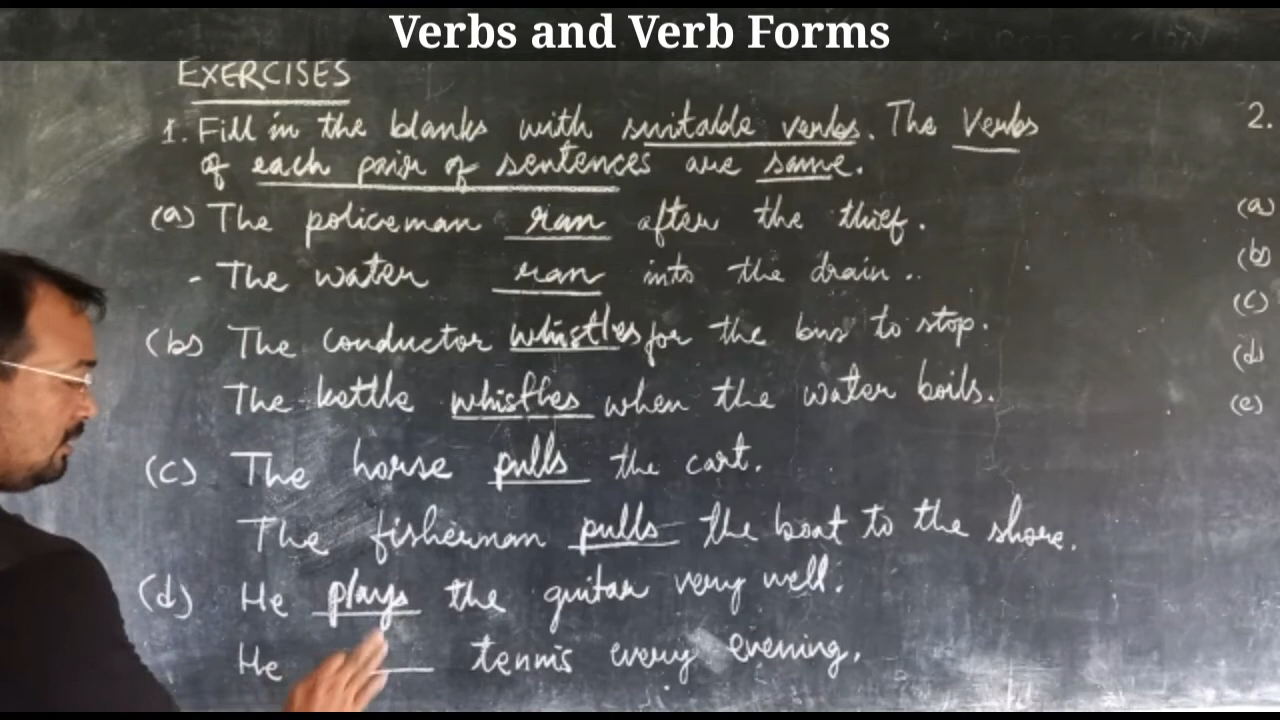 Verbs and Verb Forms
EXERCISES
1. Fill in the blanks with suitable verbs. The Verbs
of each pair of sentences are same.
(a) The policeman ran after the thief.
- The water ran into the drain..
(b) The conductor whistles for the bus to stop.
The kettle whistles when the water boils.
(c) The horse pulls the cart.
The fisherman pulls the boat to the shore.
(d) He plays the guitar very well.
He ___ tennis every evening.
2.
(a)
(b)
(c)
(d)
(e)